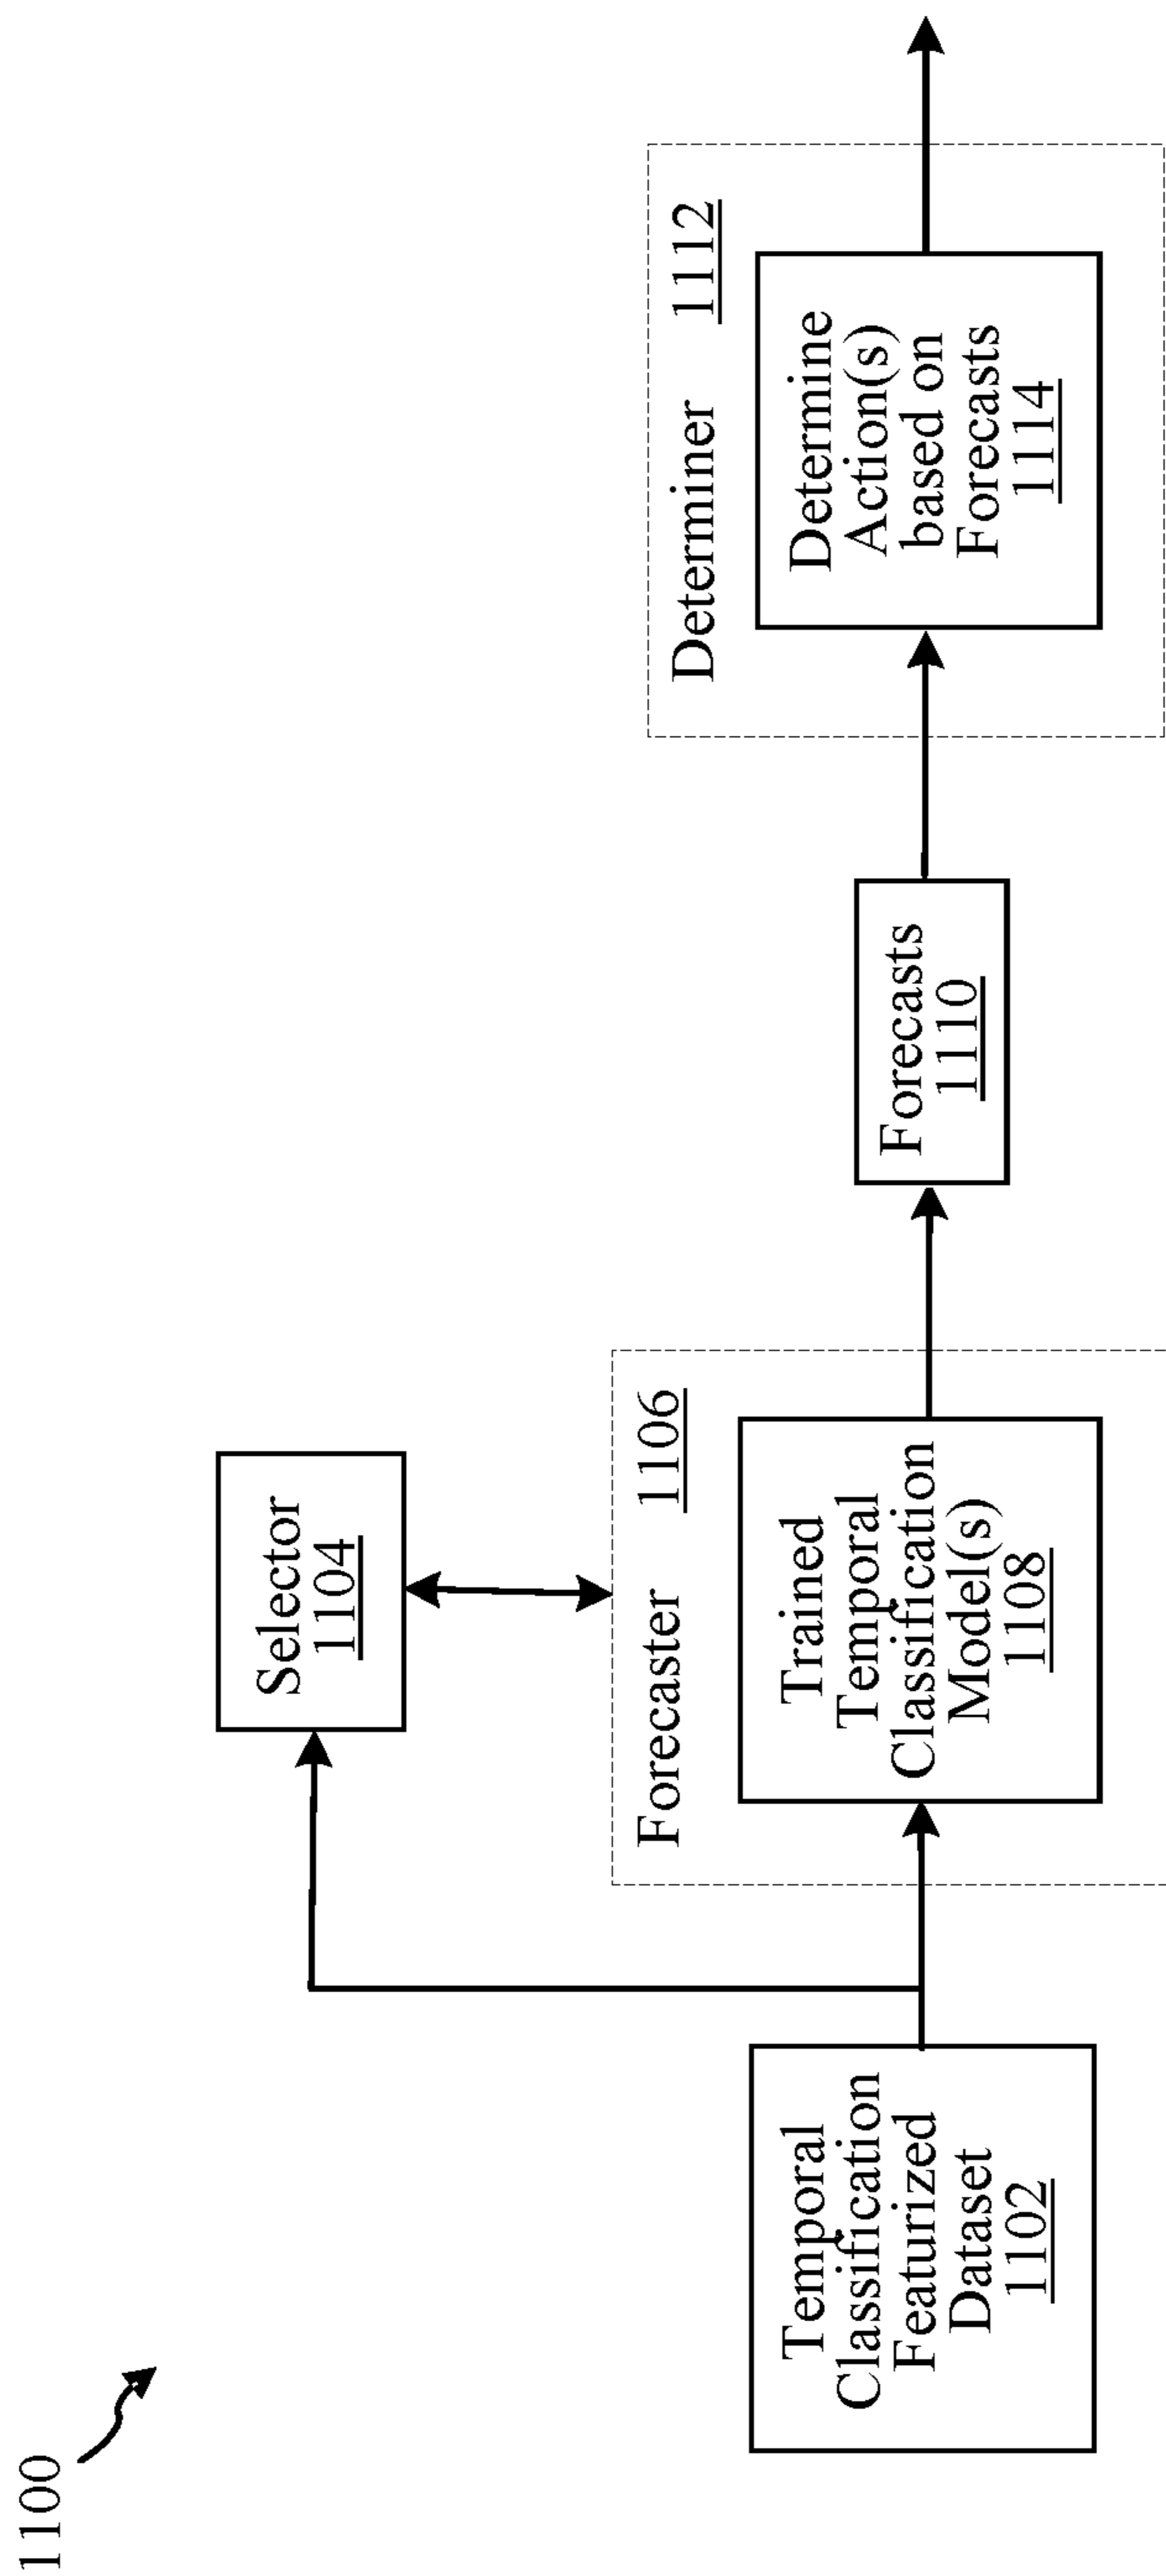 1100
Temporal
Classification
Featurized
Dataset
1102
Selector
1104
Forecaster 1106
Trained
Temporal
Classification
Model(s)
1108
Forecasts
1110
Determiner 1112
Determine
Action(s)
based on
Forecasts
1114